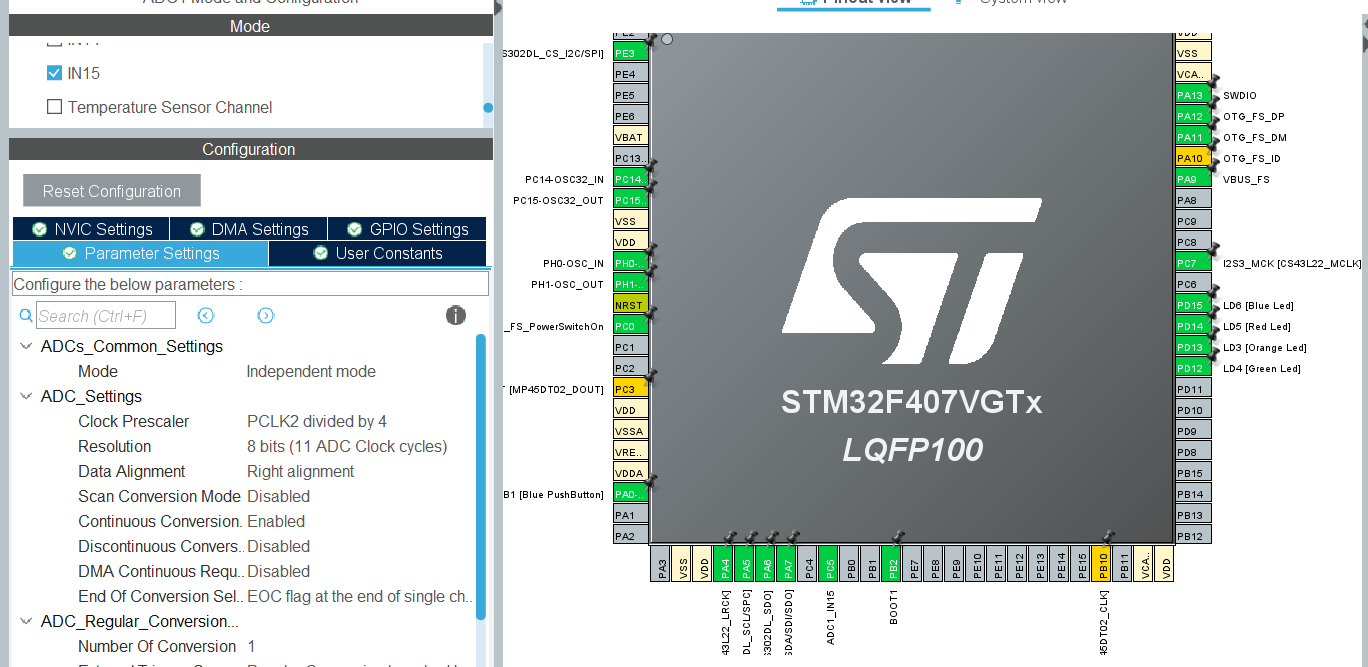 Mode
IN15
Temperature Sensor Channel
Configuration
Reset Configuration
NVIC Settings
DMA Settings
GPIO Settings
Parameter Settings
User Constants
Configure the below parameters :
Search (Ctrl+F)
ADCs_Common_Settings
Mode Independent mode
ADC_Settings
Clock Prescaler PCLK2 divided by 4
Resolution 8 bits (11 ADC Clock cycles)
Data Alignment Right alignment
Scan Conversion Mode Disabled
Continuous Conversion. Enabled
Discontinuous Convers.. Disabled
DMA Continuous Requ.. Disabled
End Of Conversion Sel.. EOC flag at the end of single ch..
ADC_Regular_Conversion...
Number Of Conversion 1
Pinout view
System view
S302DL_CS_I2C/SPI] PE3
PE4
PE5
PE6
VBAT
PC13..
PC14-OSC32_IN PC14..
PC15-OSC32_OUT PC15..
VSS
VDD
PH0-OSC_IN PH0-..
PH1-OSC_OUT PH1-..
NRST
_FS_PowerSwitchOn PC0
PC1
PC2
T [MP45DT02_DOUT] PC3
VDD
VSSA
VRE..
VDDA
B1 [Blue PushButton] PA0-..
PA1
PA2
ST
STM32F407VGTx
LQFP100
VDD
VSS
VCA..
PA13 SWDIO
PA12 OTG_FS_DP
PA11 OTG_FS_DM
PA10 OTG_FS_ID
PA9 VBUS_FS
PA8
PC9
PC8
PC7 I2S3_MCK [CS43L22_MCLK]
PC6
PD15 LD6 [Blue Led]
PD14 LD5 [Red Led]
PD13 LD3 [Orange Led]
PD12 LD4 [Green Led]
PD11
PD10
PD9
PD8
PB15
PB14
PB13
PB12
PA3
VSS
VDD
PA4 43L22_LRCK]
PA5 DL_SCL/SPC]
PA6 S302DL_SDO]
PA7 SDA/SDI/SDO]
PC4
PC5 ADC1_IN15
PB0
PB1
PB2 BOOT1
PE7
PE8
PE9
PE10
PE11
PE12
PE13
PE14
PE15
PB10 45DT02_CLK]
PB11
VCA..
VDD